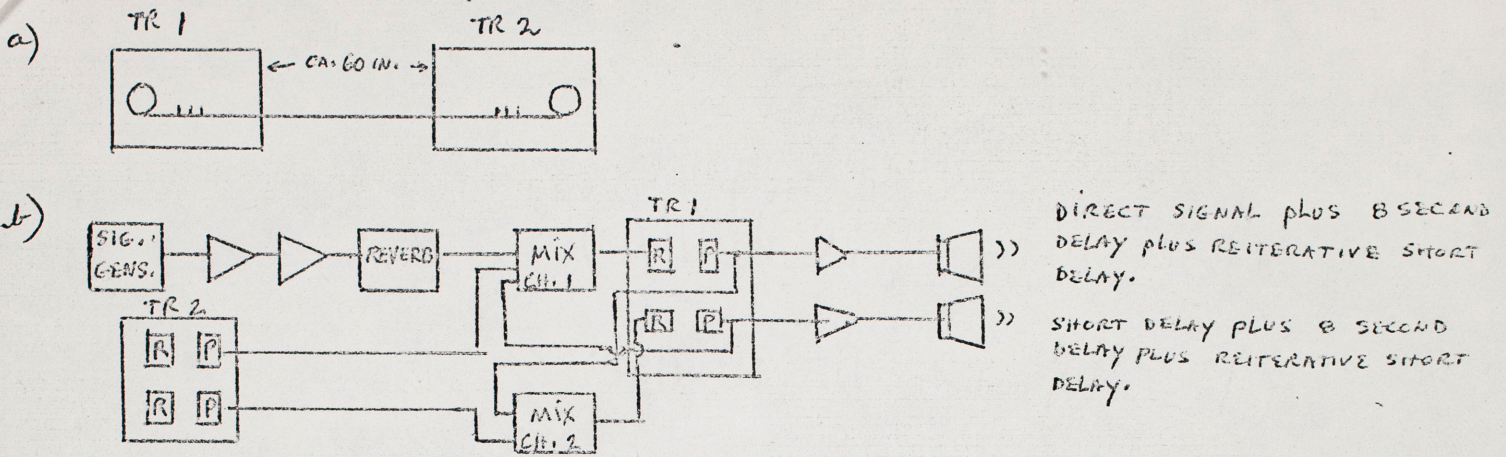 a)
TR 1
TR 2
← CA. 60 IN. →
b)
SIG. GENS.
REVERB
MIX CH. 1
TR 1
R P
R P
DIRECT SIGNAL plus 8 SECOND
DELAY plus REITERATIVE SHORT
DELAY.
TR 2
R P
R P
MIX CH. 2
SHORT DELAY plus 8 SECOND
DELAY PLUS REITERATIVE SHORT
DELAY.